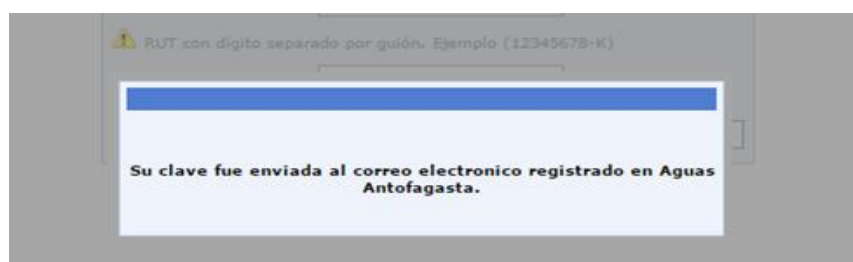 RUT con digito separado por guión. Ejemplo (12345678-K)
Su clave fue enviada al correo electronico registrado en Aguas
Antofagasta.